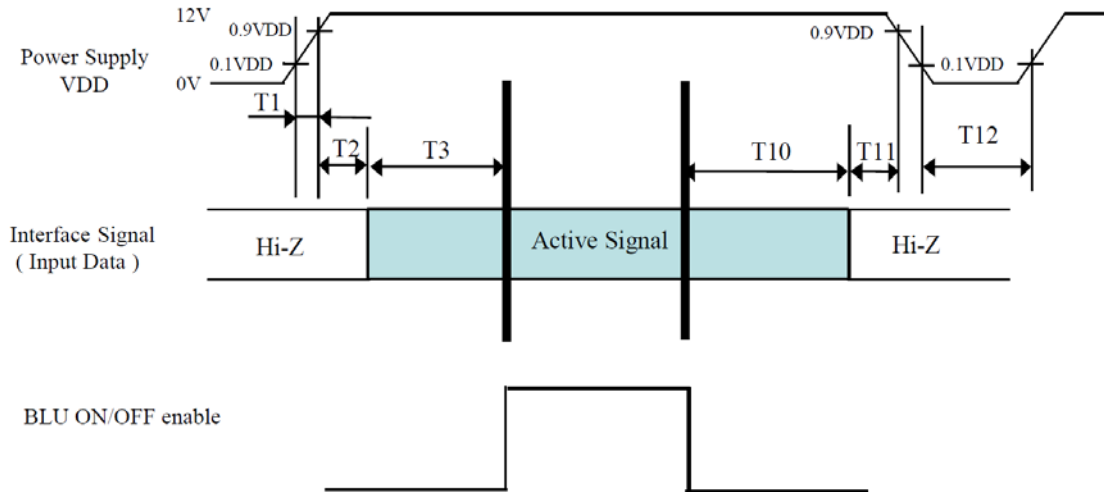 12V
0.9VDD
0.9VDD
Power Supply
VDD
0.1VDD
0.1VDD
0V
T1
T2
T3
T10
T11
T12
Interface Signal
( Input Data )
Hi-Z
Active Signal
Hi-Z
BLU ON/OFF enable